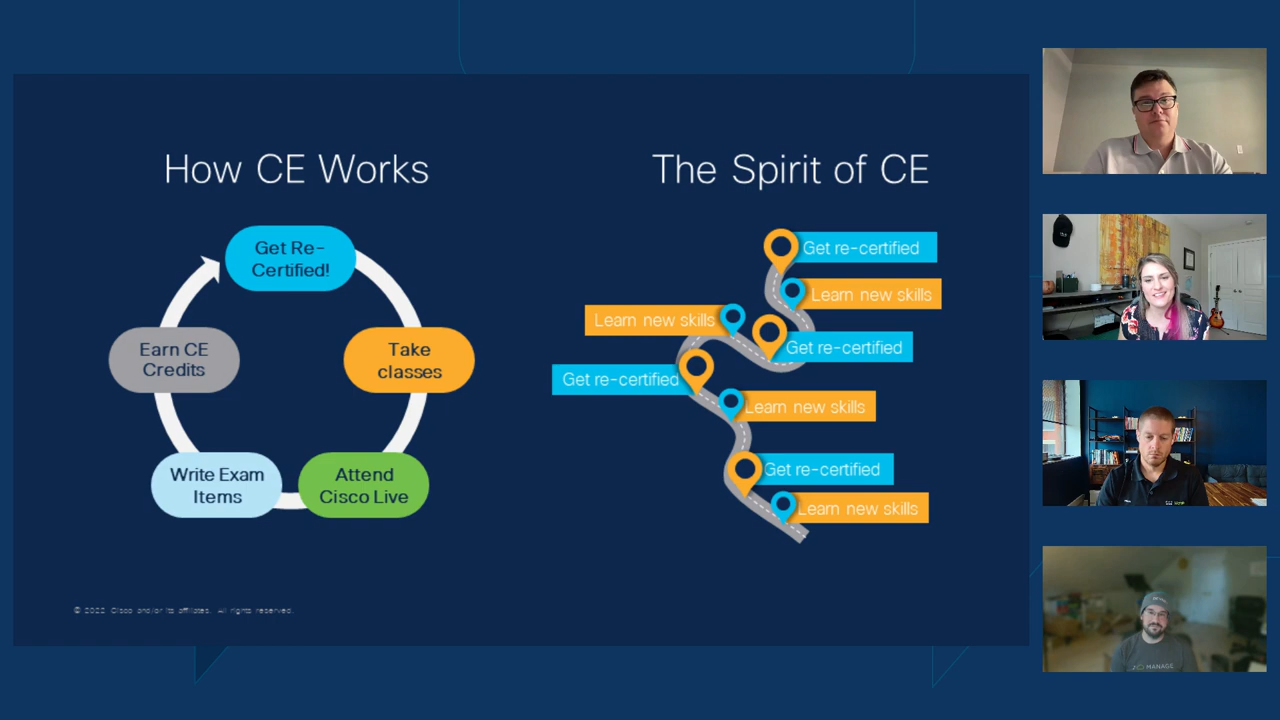 How CE Works
Get Re-
Certified!
Earn CE
Credits
Take
classes
Write Exam
Items
Attend
Cisco Live
The Spirit of CE
Get re-certified
Learn new skills
Learn new skills
Get re-certified
Get re-certified
Learn new skills
Get re-certified
Learn new skills
© 2022 Cisco and/or its affiliates. All rights reserved.
MANAGE